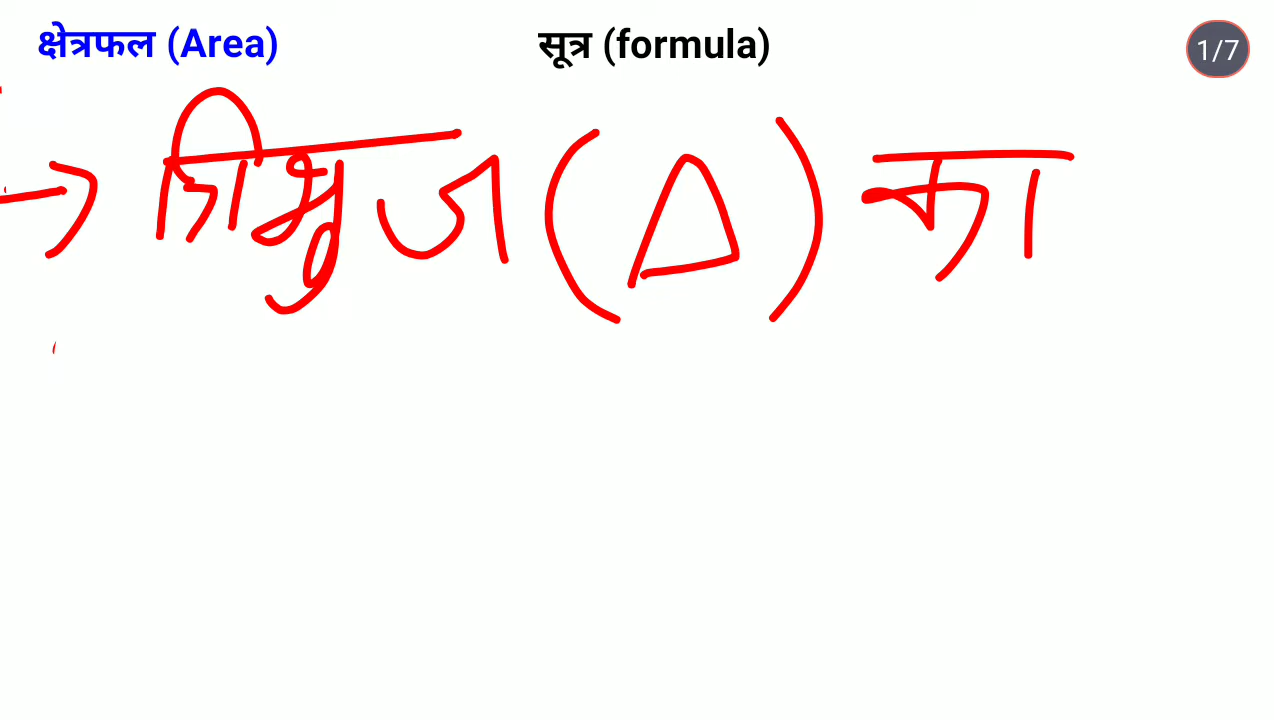 क्षेत्रफल (Area) सूत्र (formula) 1/7
→ त्रिभुज (Δ) का